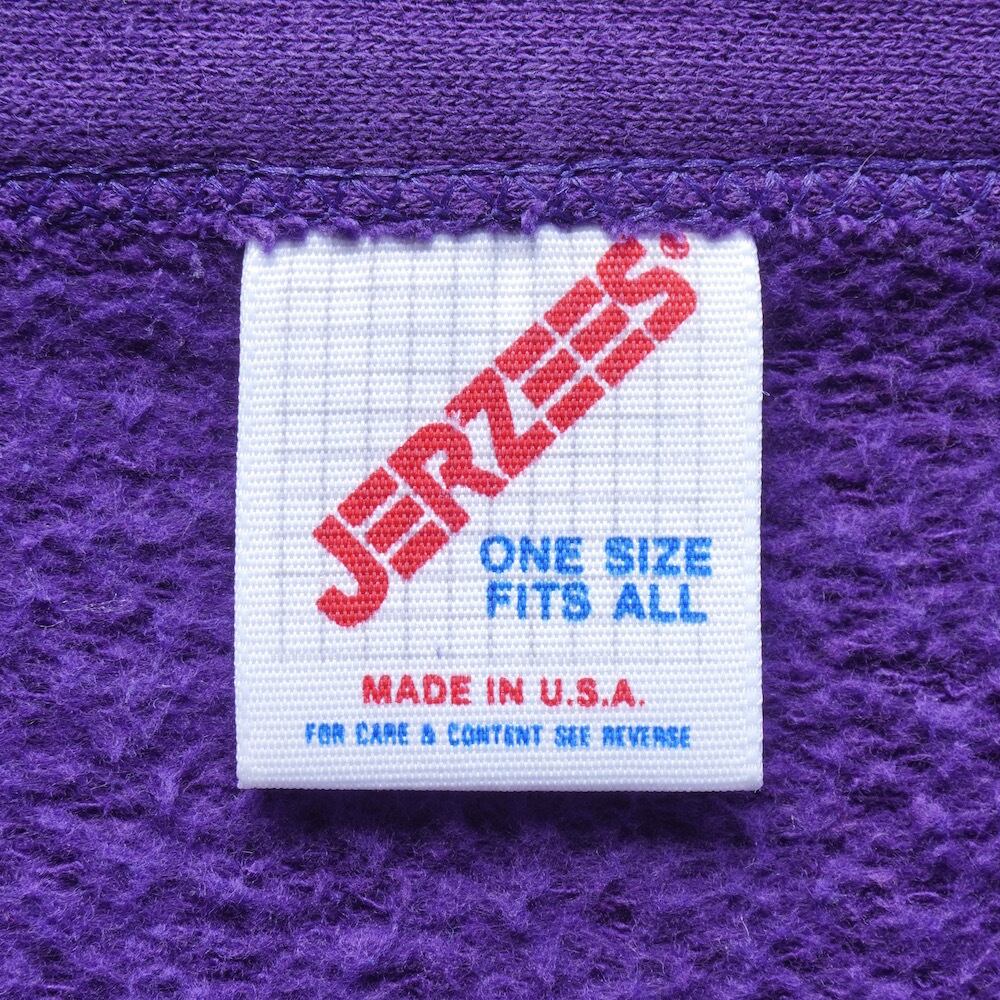 JERZEES®
ONE SIZE
FITS ALL
MADE IN U.S.A.
FOR CARE & CONTENT SEE REVERSE